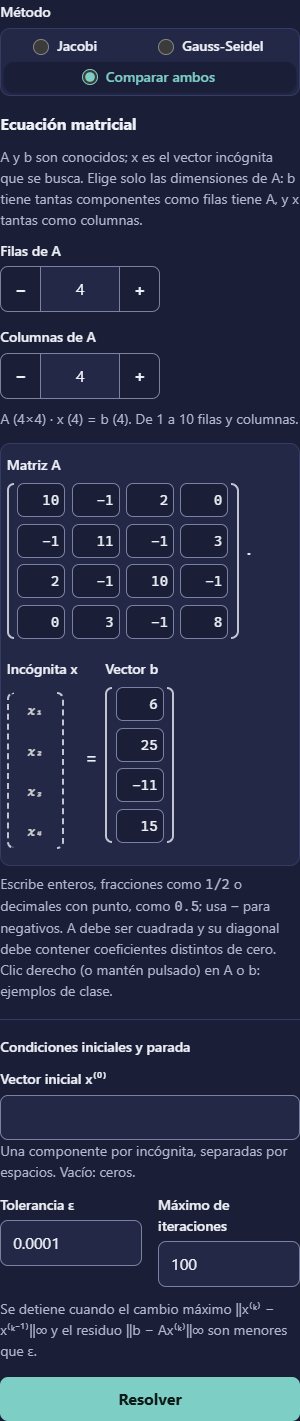 Método
Jacobi
Gauss-Seidel
Comparar ambos
Ecuación matricial
A y b son conocidos; x es el vector incógnita
que se busca. Elige solo las dimensiones de A: b
tiene tantas componentes como filas tiene A, y x
tantas como columnas.
Filas de A
− 4 +
Columnas de A
− 4 +
A (4×4) · x (4) = b (4). De 1 a 10 filas y columnas.
Matriz A
10 −1 2 0
−1 11 −1 3
2 −1 10 −1
0 3 −1 8
·
Incógnita x
x₁
x₂
x₃
x₄
=
Vector b
6
25
−11
15
Escribe enteros, fracciones como 1/2 o
decimales con punto, como 0.5; usa − para
negativos. A debe ser cuadrada y su diagonal
debe contener coeficientes distintos de cero.
Clic derecho (o mantén pulsado) en A o b:
ejemplos de clase.
Condiciones iniciales y parada
Vector inicial x⁽⁰⁾
Una componente por incógnita, separadas por
espacios. Vacío: ceros.
Tolerancia ε
0.0001
Máximo de
iteraciones
100
Se detiene cuando el cambio máximo ‖x⁽ᵏ⁾ −
x⁽ᵏ⁻¹⁾‖∞ y el residuo ‖b − Ax⁽ᵏ⁾‖∞ son menores
que ε.
Resolver